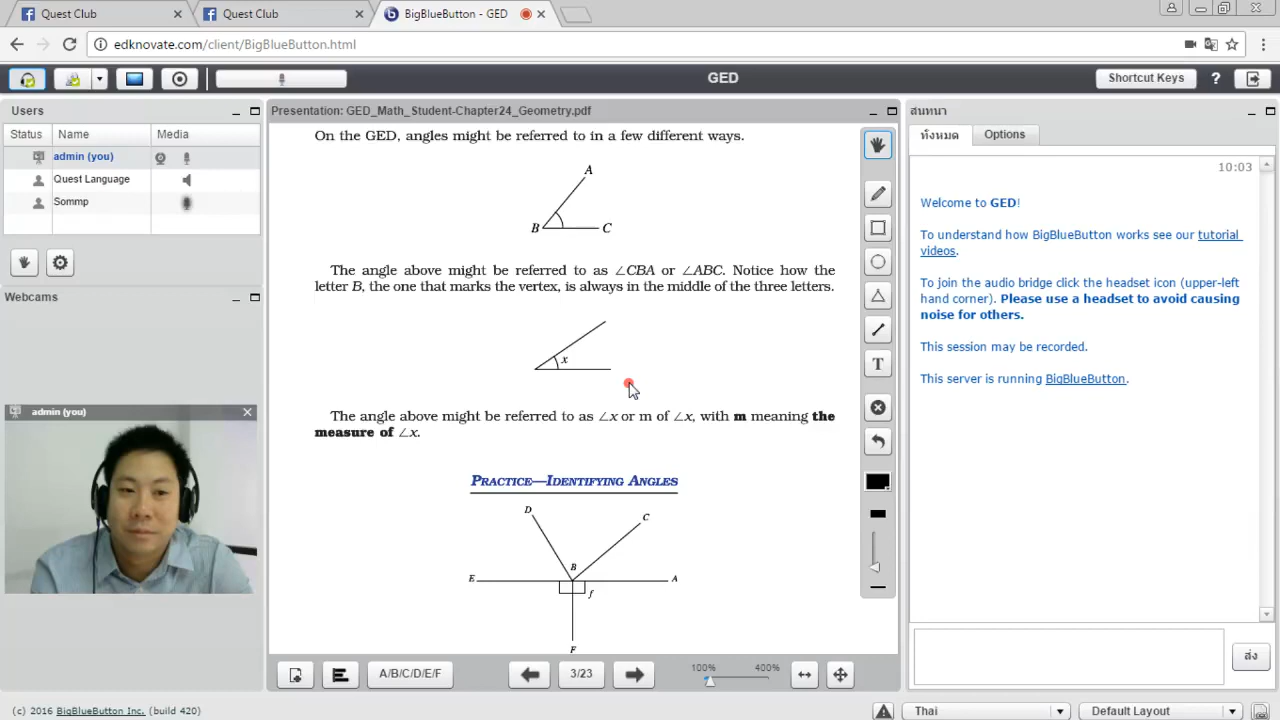 Quest Club
Quest Club
BigBlueButton - GED
edknovate.com/client/BigBlueButton.html
GED
Shortcut Keys
?
Users
Status Name Media
admin (you)
Quest Language
Sommp
Webcams
admin (you)
Presentation: GED_Math_Student-Chapter24_Geometry.pdf
On the GED, angles might be referred to in a few different ways.
A
B C
The angle above might be referred to as ∠CBA or ∠ABC. Notice how the
letter B, the one that marks the vertex, is always in the middle of the three letters.
x
The angle above might be referred to as ∠x or m of ∠x, with m meaning the
measure of ∠x.
PRACTICE—IDENTIFYING ANGLES
D
C
B
E A
f
F
T
A/B/C/D/E/F
3/23
100% 400%
สนทนา
ทั้งหมด Options
10:03
Welcome to GED!
To understand how BigBlueButton works see our tutorial
videos.
To join the audio bridge click the headset icon (upper-left
hand corner). Please use a headset to avoid causing
noise for others.
This session may be recorded.
This server is running BigBlueButton.
ส่ง
(c) 2016 BigBlueButton Inc. (build 420)
Thai
Default Layout